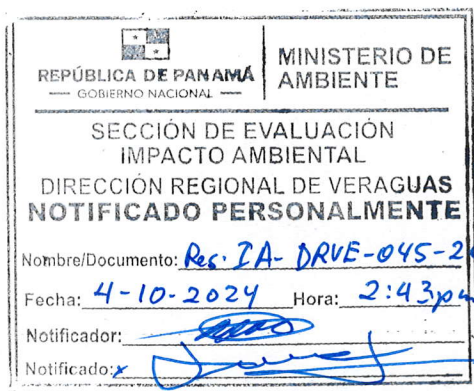 REPÚBLICA DE PANAMÁ
— GOBIERNO NACIONAL —
MINISTERIO DE
AMBIENTE
SECCIÓN DE EVALUACIÓN
IMPACTO AMBIENTAL
DIRECCIÓN REGIONAL DE VERAGUAS
NOTIFICADO PERSONALMENTE
Nombre/Documento: Res. IA- DRVE-045-2
Fecha: 4-10-2024 Hora: 2:43p
Notificador:
Notificado: x